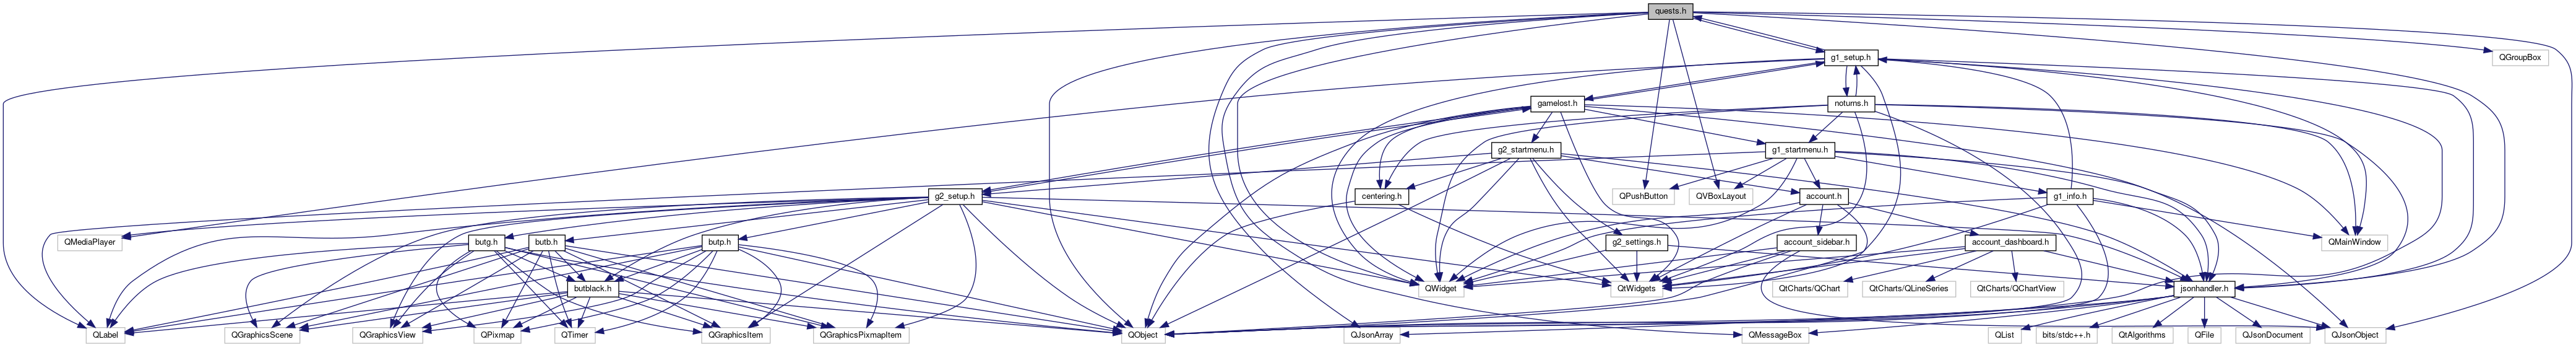 quests.h
g1_setup.h
QGroupBox
gamelost.h
noturns.h
g2_startmenu.h
g1_startmenu.h
g2_setup.h
centering.h
QPushButton
QVBoxLayout
account.h
g1_info.h
QMediaPlayer
butg.h
butb.h
butp.h
g2_settings.h
account_sidebar.h
account_dashboard.h
QMainWindow
butblack.h
QWidget
QtWidgets
QtCharts/QChart
QtCharts/QLineSeries
QtCharts/QChartView
jsonhandler.h
QLabel
QGraphicsScene
QGraphicsView
QPixmap
QTimer
QGraphicsItem
QGraphicsPixmapItem
QObject
QJsonArray
QMessageBox
QList
bits/stdc++.h
QtAlgorithms
QFile
QJsonDocument
QJsonObject